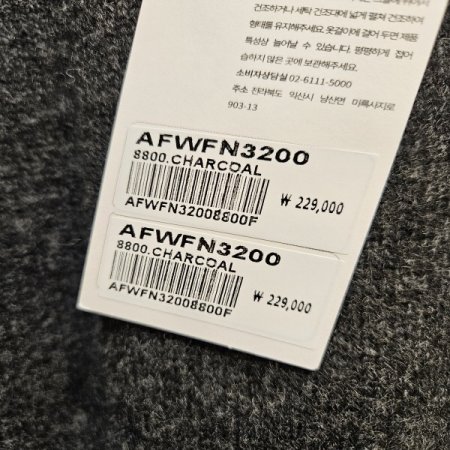 건조하거나 세탁 건조대에 넓게 펼쳐 건조하여
형태를 유지해주세요. 옷걸이에 걸어 두면 제품
특성상 늘어날 수 있습니다. 평평하게 접어
습하지 않은 곳에 보관해주세요.
소비자상담실 02-6111-5000
주소 전라북도 익산시 낭산면 미륵사지로
903-13
AFWFN3200
8800.CHARCOAL
₩ 229,000
AFWFN32008800F
AFWFN3200
8800.CHARCOAL
₩ 229,000
AFWFN32008800F